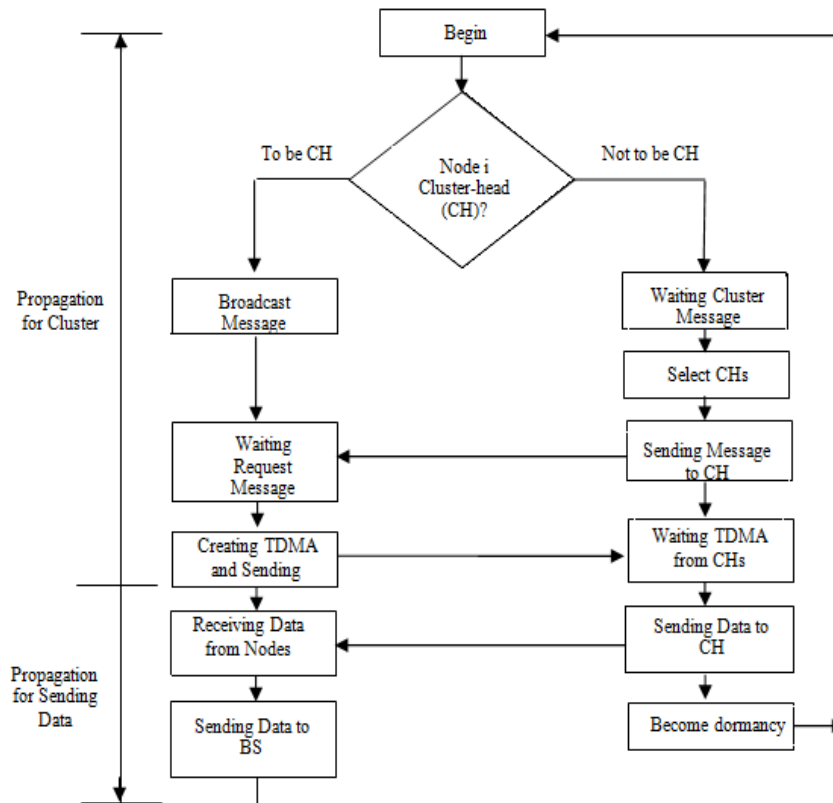 Begin
To be CH
Not to be CH
Node i
Cluster-head
(CH)?
Propagation
for Cluster
Broadcast
Message
Waiting Cluster
Message
Select CHs
Waiting
Request
Message
Sending Message
to CH
Creating TDMA
and Sending
Waiting TDMA
from CHs
Receiving Data
from Nodes
Sending Data to
CH
Propagation
for Sending
Data
Sending Data to
BS
Become dormancy